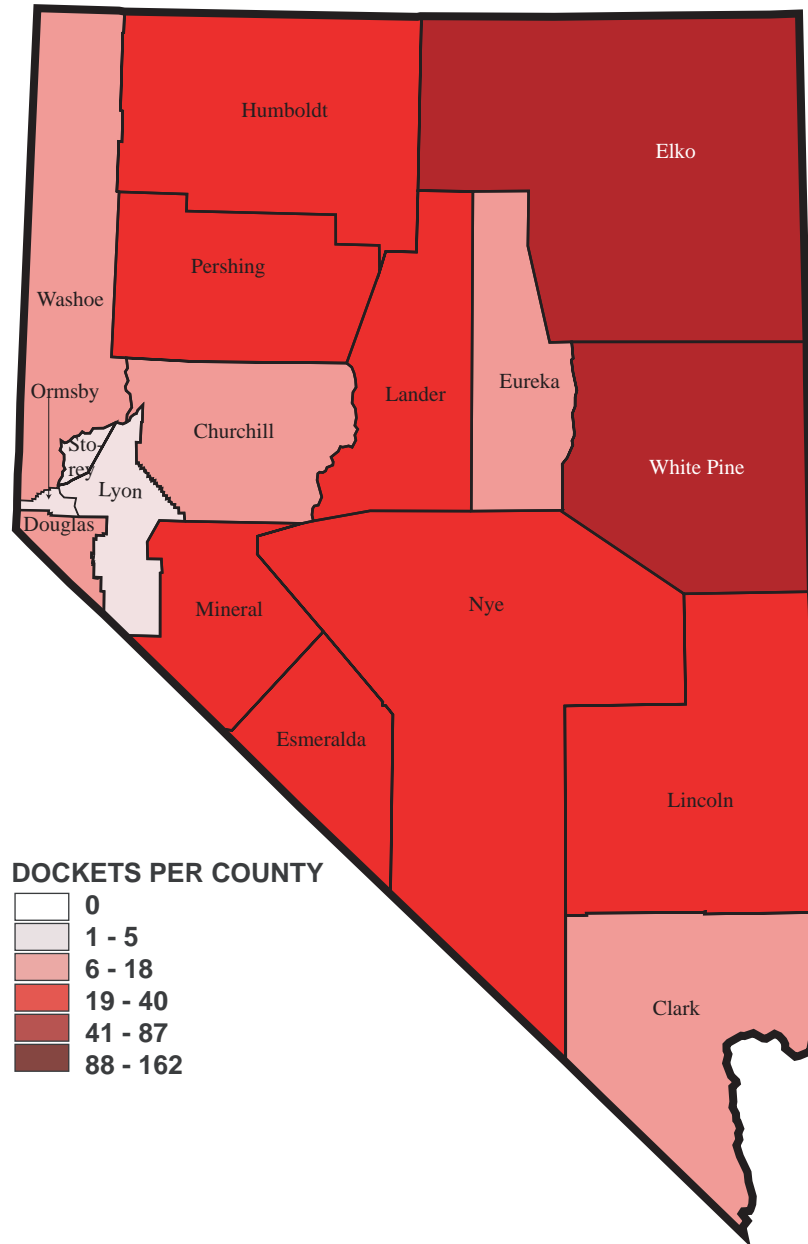 Humboldt
Elko
Pershing
Washoe
Eureka
Ormsby
Lander
Churchill
Sto-
rey
White Pine
Lyon
Douglas
Nye
Mineral
Esmeralda
Lincoln
DOCKETS PER COUNTY
0
1 - 5
6 - 18
19 - 40
41 - 87
88 - 162
Clark